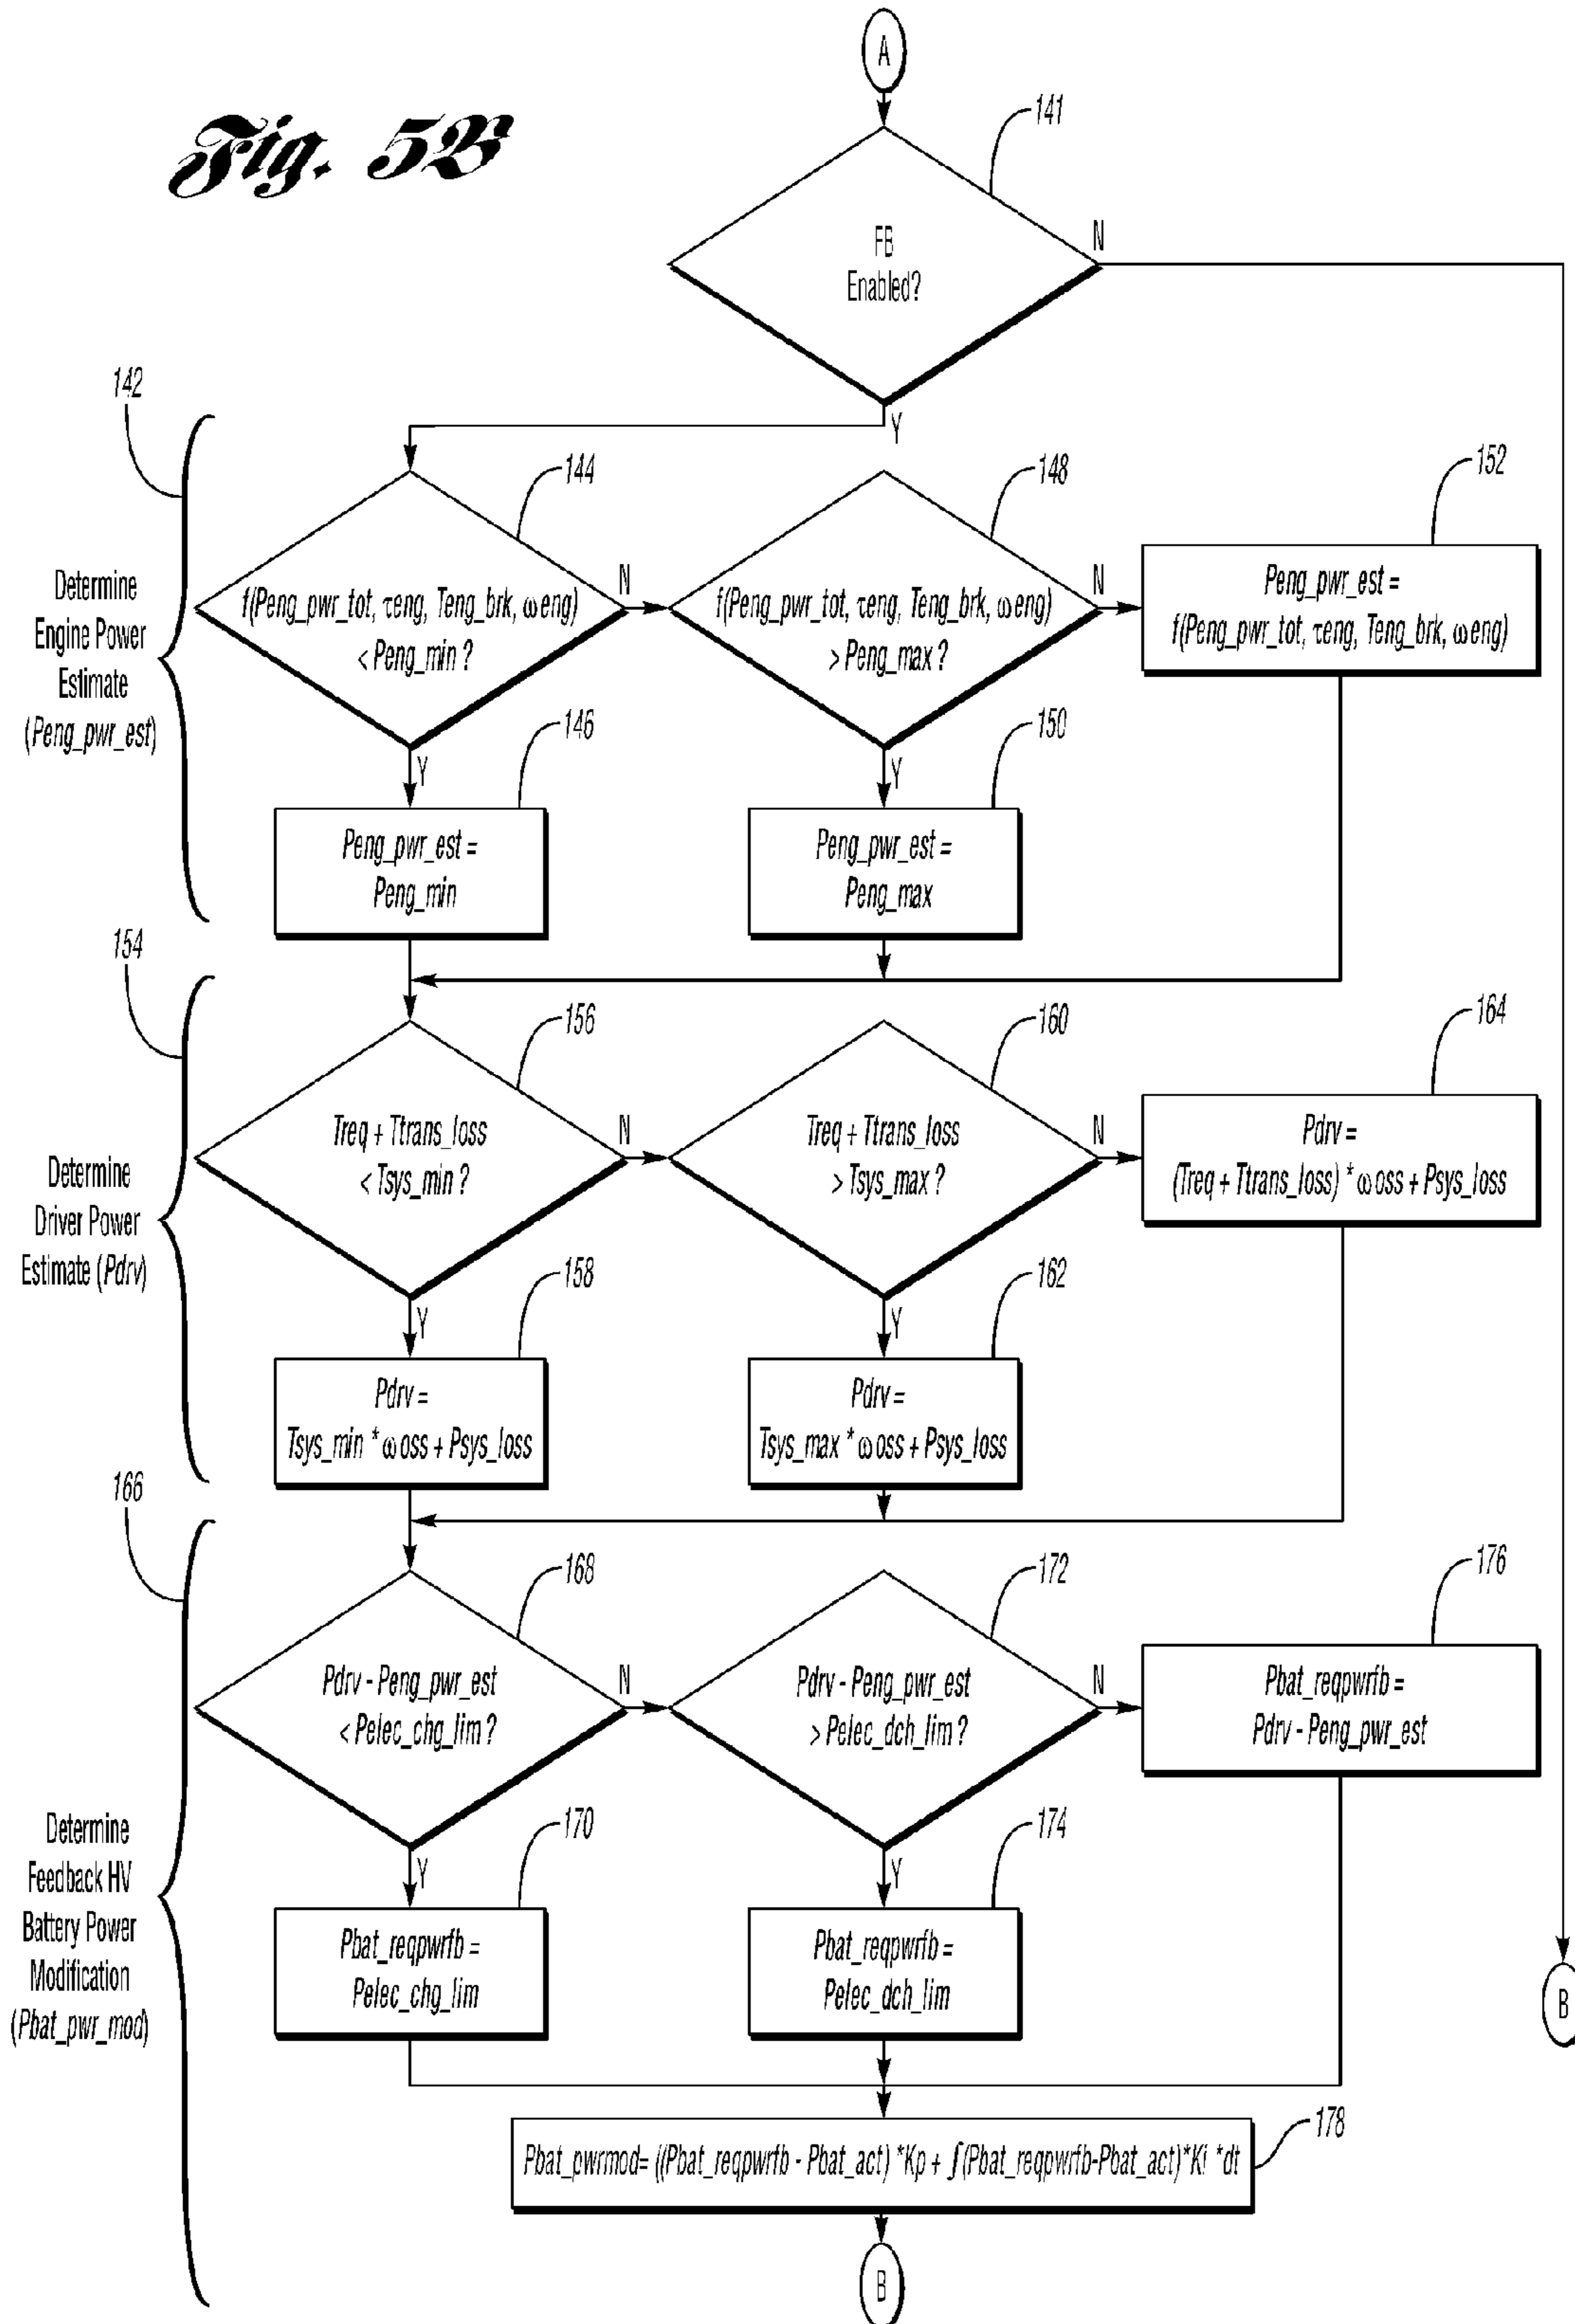 A
Fig. 5B
141
FB
Enabled?
N
Y
142
Determine
Engine Power
Estimate
(Peng_pwr_est)
144
f(Peng_pwr_tot, τeng, Teng_brk, ωeng)
< Peng_min ?
N
Y
148
f(Peng_pwr_tot, τeng, Teng_brk, ωeng)
> Peng_max ?
N
Y
152
Peng_pwr_est =
f(Peng_pwr_tot, τeng, Teng_brk, ωeng)
146
Peng_pwr_est =
Peng_min
150
Peng_pwr_est =
Peng_max
154
Determine
Driver Power
Estimate (Pdrv)
156
Treq + Ttrans_loss
< Tsys_min ?
N
Y
160
Treq + Ttrans_loss
> Tsys_max ?
N
Y
164
Pdrv =
(Treq + Ttrans_loss) * ωoss + Psys_loss
158
Pdrv =
Tsys_min * ωoss + Psys_loss
162
Pdrv =
Tsys_max * ωoss + Psys_loss
166
Determine
Feedback HV
Battery Power
Modification
(Pbat_pwr_mod)
168
Pdrv - Peng_pwr_est
< Pelec_chg_lim ?
N
Y
172
Pdrv - Peng_pwr_est
> Pelec_dch_lim ?
N
Y
176
Pbat_reqpwrfb =
Pdrv - Peng_pwr_est
170
Pbat_reqpwrfb =
Pelec_chg_lim
174
Pbat_reqpwrfb =
Pelec_dch_lim
B
178
Pbat_pwrmod= ((Pbat_reqpwrfb - Pbat_act) *Kp + ∫(Pbat_reqpwrfb-Pbat_act)*Ki *dt
B